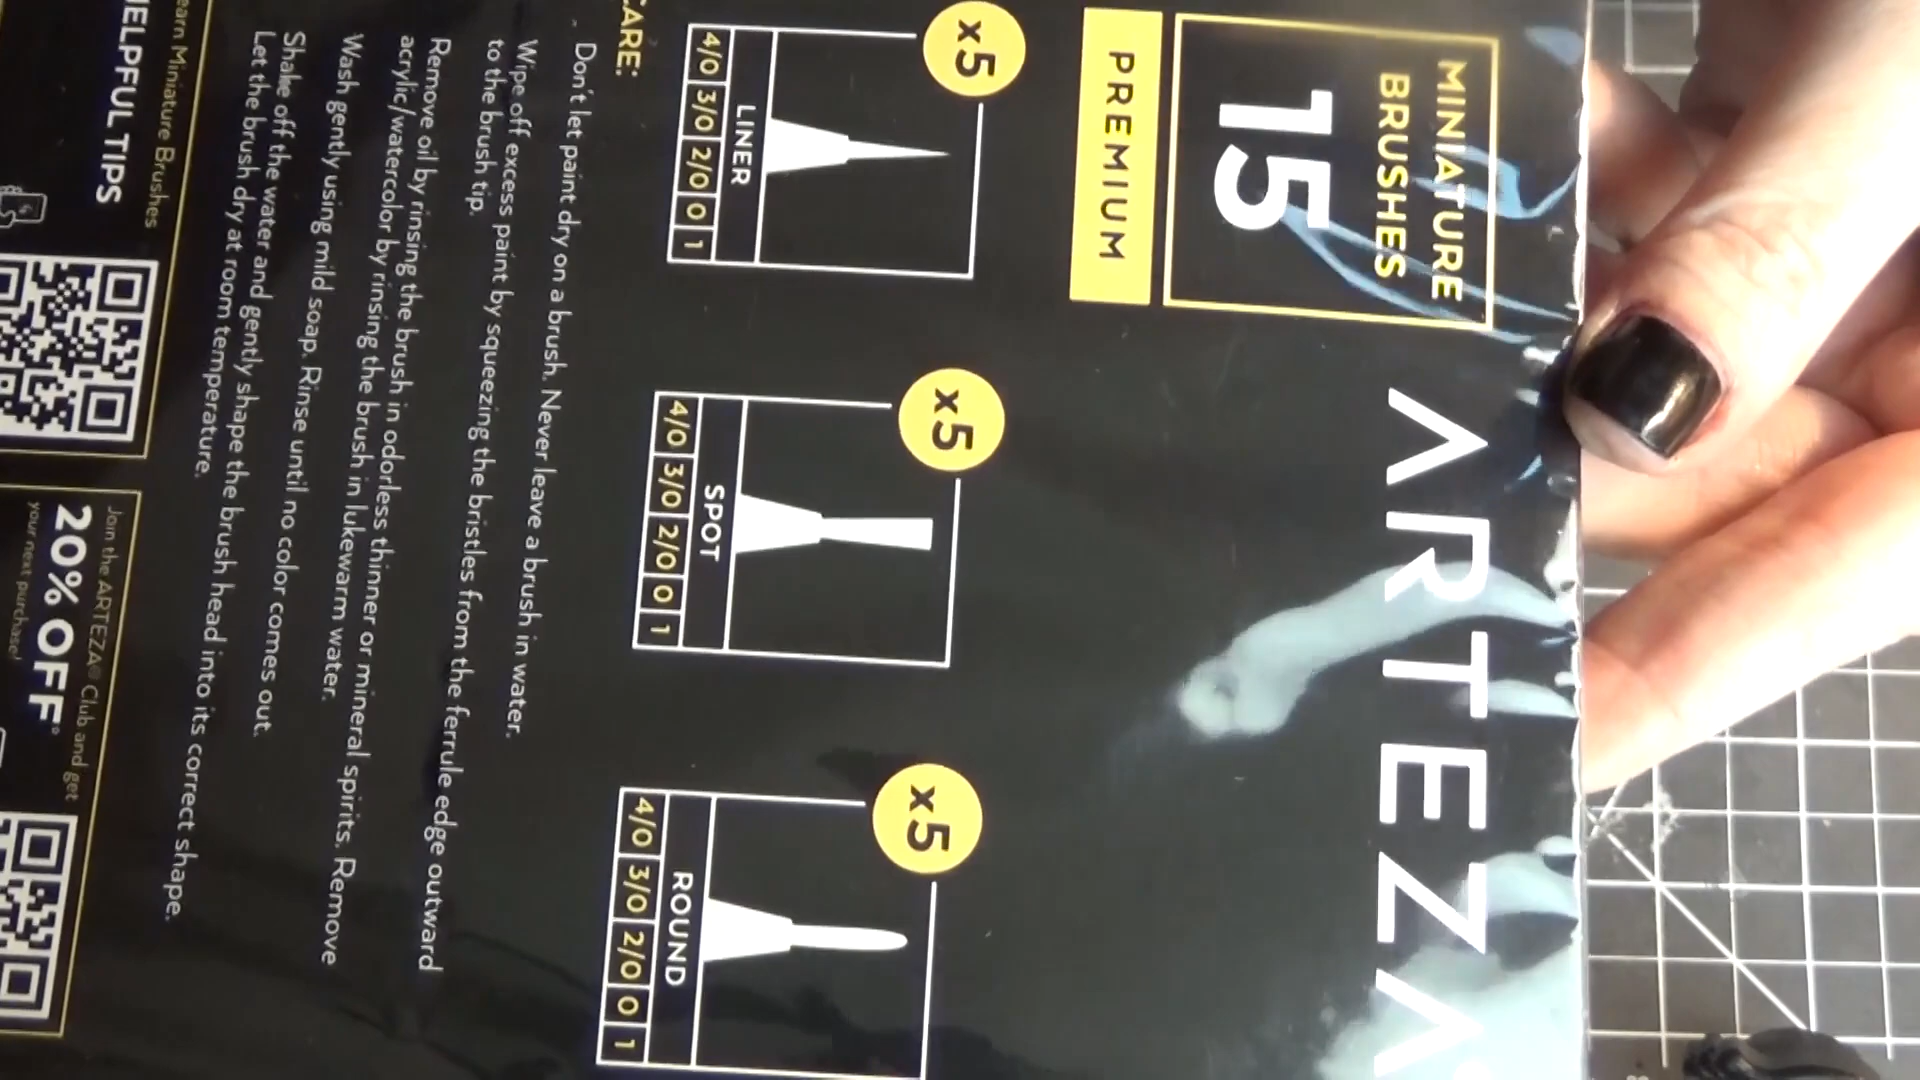 ARTEZA
MINIATURE
BRUSHES
15
PREMIUM
x5
LINER
4/0 3/0 2/0 0 1
x5
SPOT
4/0 3/0 2/0 0 1
x5
ROUND
4/0 3/0 2/0 0 1
CARE:
Don't let paint dry on a brush. Never leave a brush in water.
Wipe off excess paint by squeezing the bristles from the ferrule edge outward
to the brush tip.
Remove oil by rinsing the brush in odorless thinner or mineral spirits. Remove
acrylic/watercolor by rinsing the brush in lukewarm water.
Wash gently using mild soap. Rinse until no color comes out.
Shake off the water and gently shape the brush head into its correct shape.
Let the brush dry at room temperature.
earn Miniature Brushes
HELPFUL TIPS
Join the ARTEZA® Club and get
20% OFF*
your next purchase!